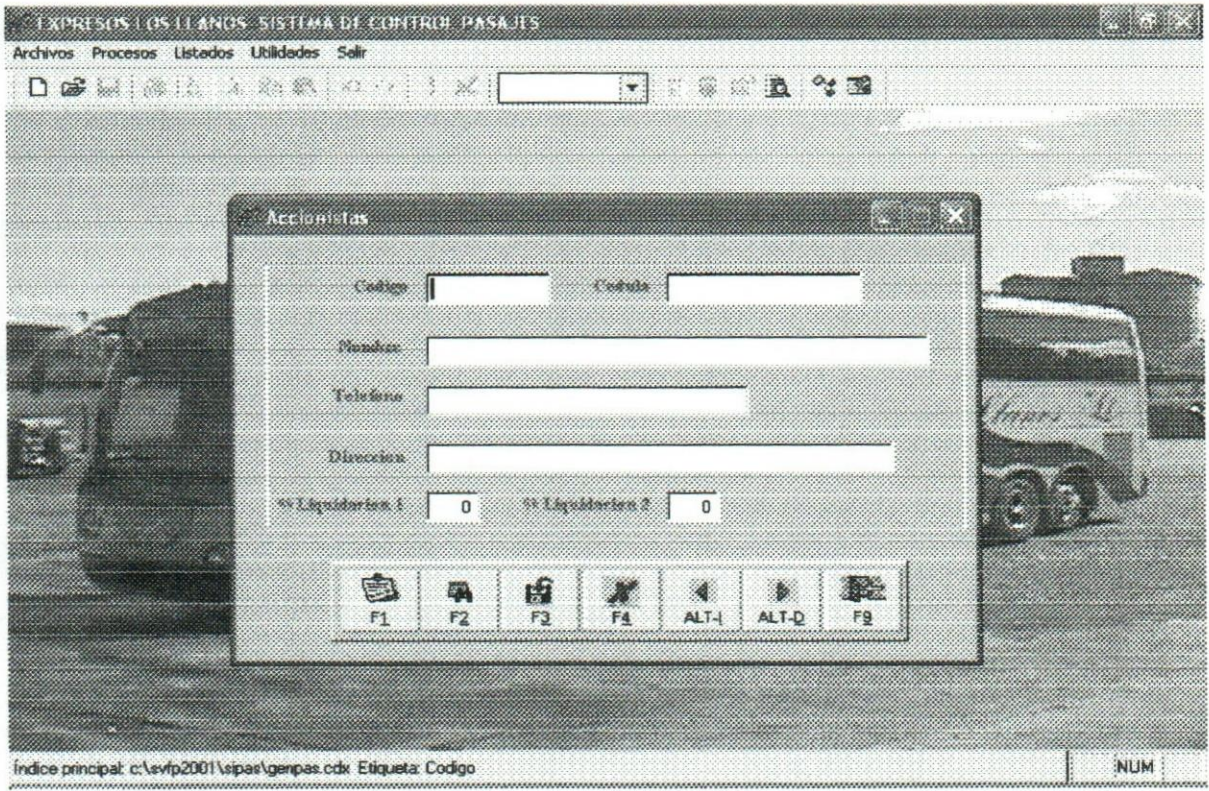 EXPRESOS LOS LLANOS SISTEMA DE CONTROL PASAJES
Archivos Procesos Listados Utilidades Salir
Accionistas
Codigo Cedula
Nombre
Telefono
Direccion
% Liquidacion 1 0 % Liquidacion 2 0
F1 F2 F3 F4 ALT-I ALT-D F9
Llanos
Índice principal: c:\svfp2001\sipas\genpas.cdx Etiqueta: Codigo NUM